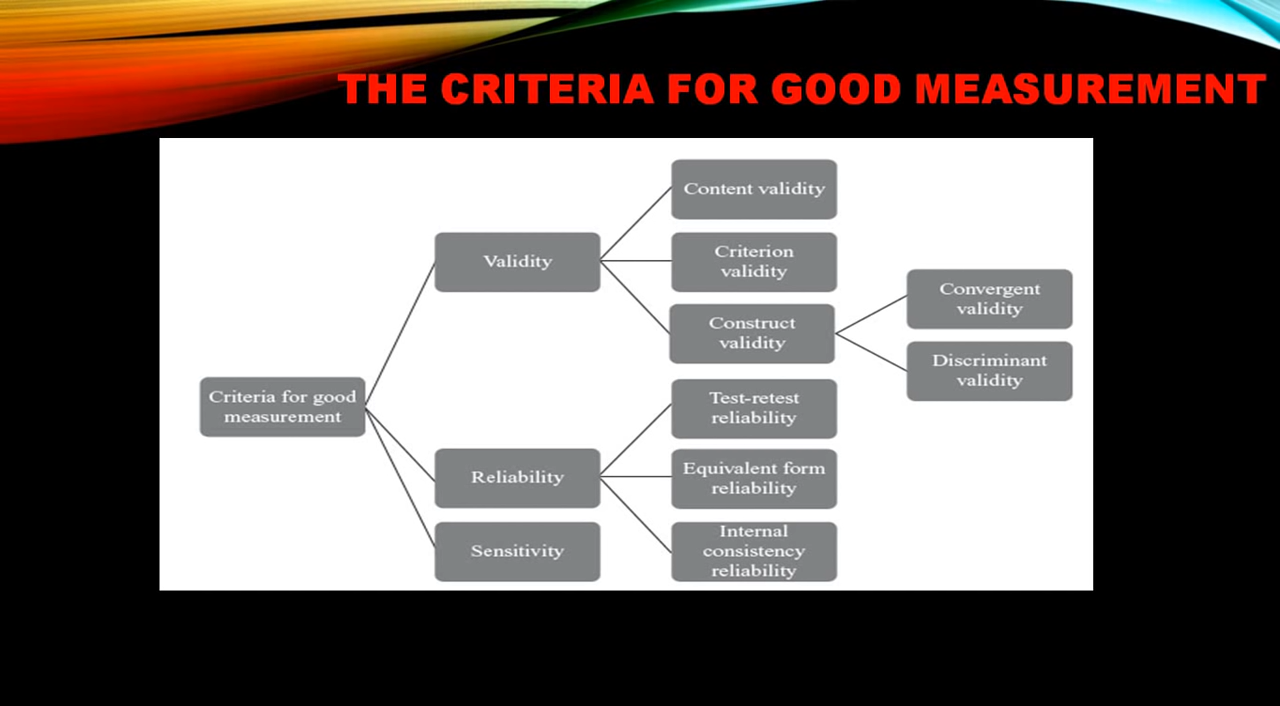 THE CRITERIA FOR GOOD MEASUREMENT
Criteria for good
measurement
Validity
Content validity
Criterion
validity
Construct
validity
Convergent
validity
Discriminant
validity
Reliability
Test-retest
reliability
Equivalent form
reliability
Internal
consistency
reliability
Sensitivity